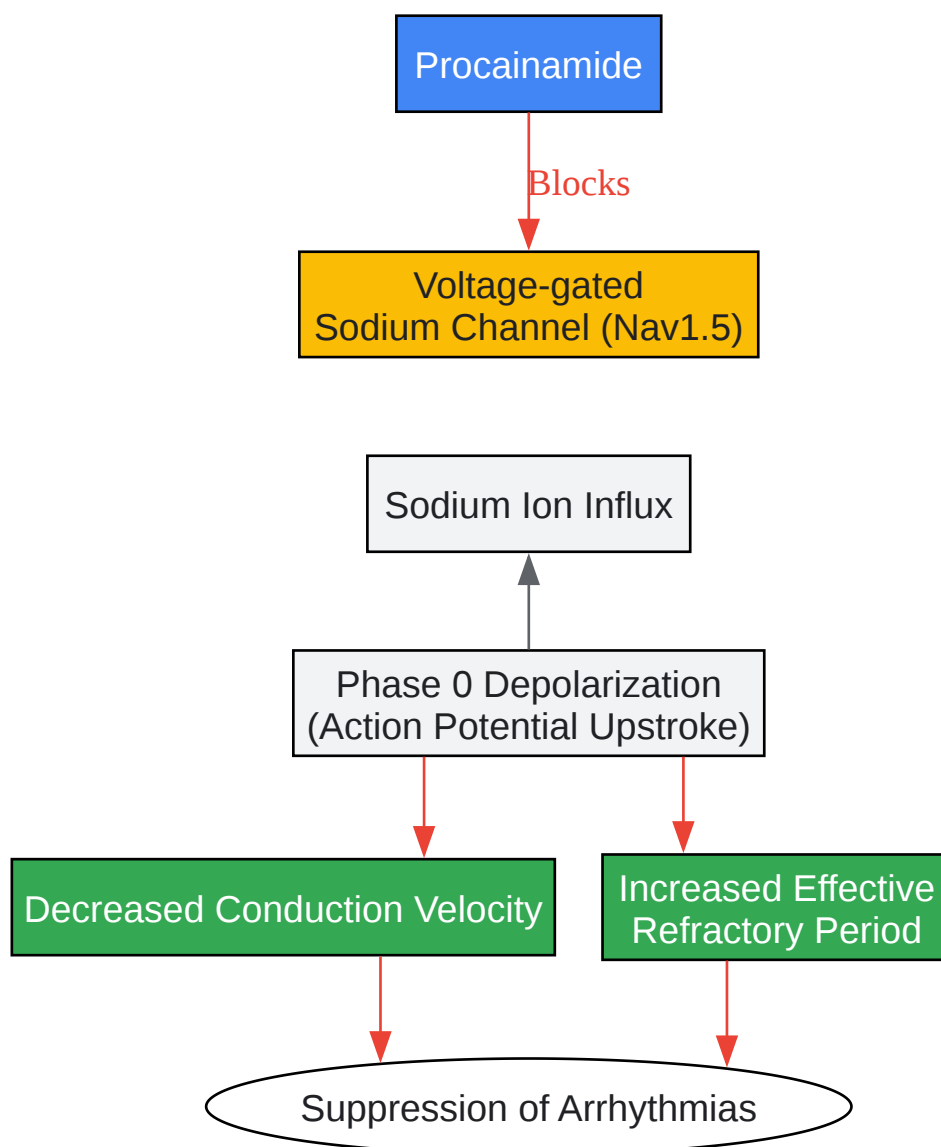 Procainamide
Blocks
Voltage-gated
Sodium Channel (Nav1.5)
Sodium Ion Influx
Phase 0 Depolarization
(Action Potential Upstroke)
Decreased Conduction Velocity
Increased Effective
Refractory Period
Suppression of Arrhythmias